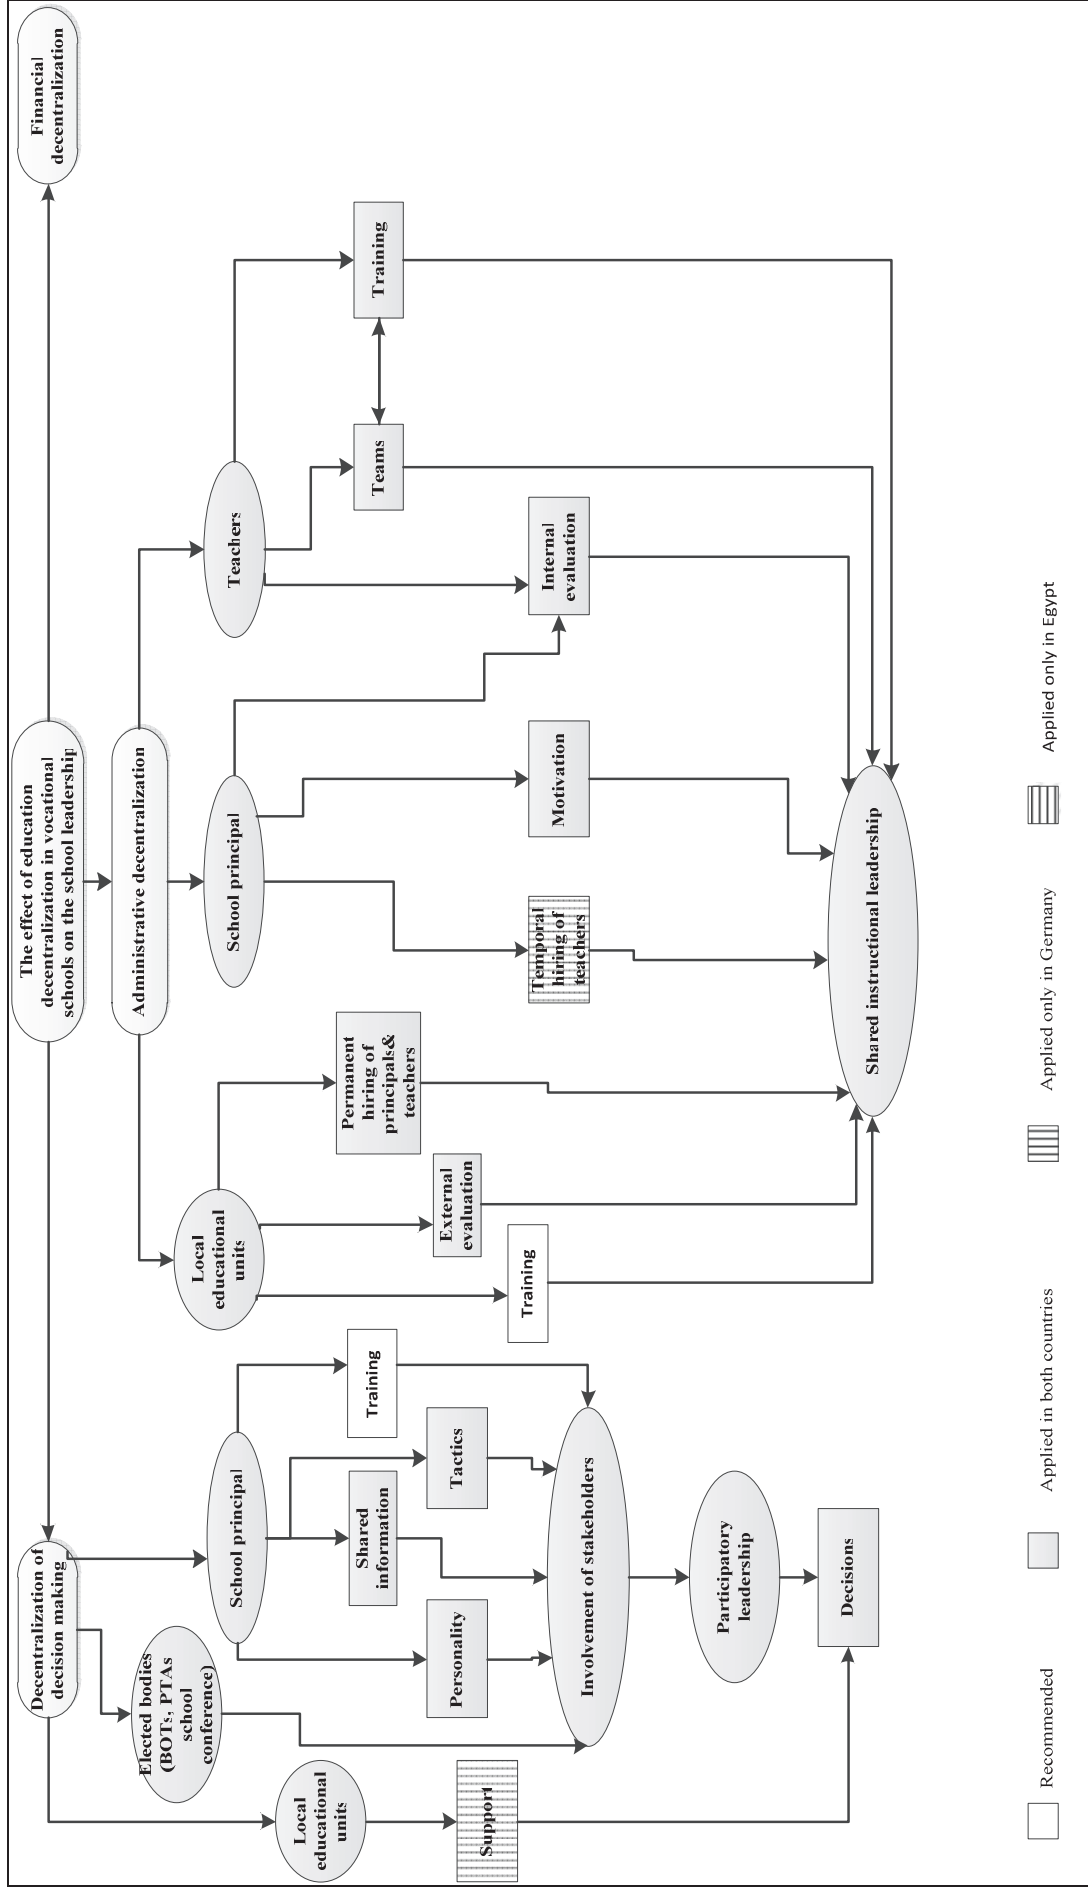 The effect of education
decentralization in vocational
schools on the school leadership
Decentralization of
decision making
Administrative decentralization
Financial
decentralization
Local
educational
units
Elected bodies
(BOTs, PTAs
school
conference)
School principal
Local
educational
units
School principal
Teachers
Support
Personality
Shared
information
Tactics
Training
Training
External
evaluation
Permanent
hiring of
principals&
teachers
Temporal
hiring of
teachers
Motivation
Internal
evaluation
Teams
Training
Involvement of stakeholders
Participatory
leadership
Decisions
Shared instructional leadership
Recommended
Applied in both countries
Applied only in Germany
Applied only in Egypt